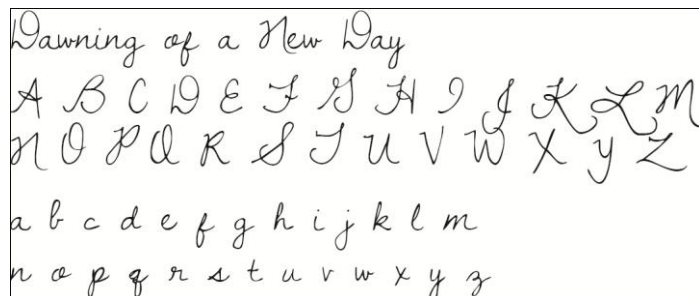 Dawning of a New Day
A B C D E F G H I J K L M
N O P Q R S T U V W X Y Z
a b c d e f g h i j k l m
n o p q r s t u v w x y z